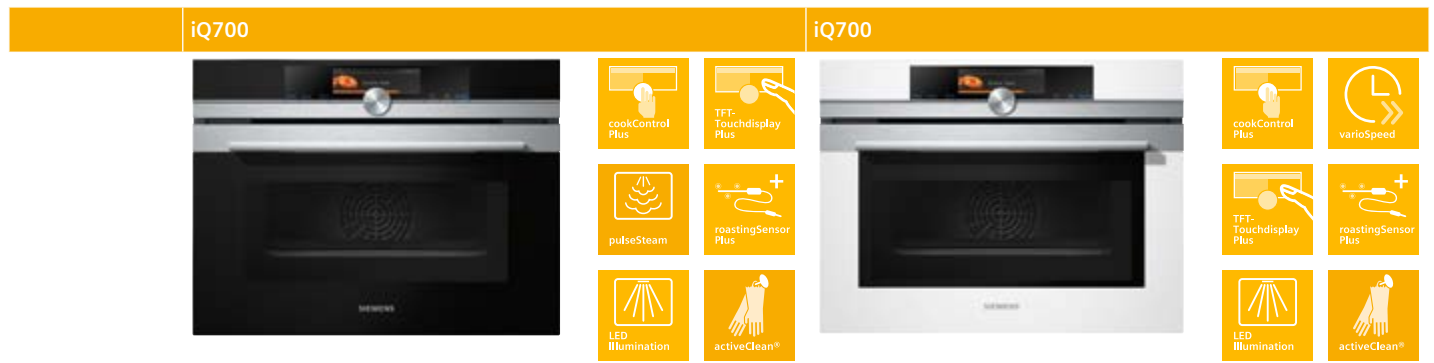 iQ700
iQ700
cookControl
Plus
TFT-
Touchdisplay
Plus
pulseSteam
roastingSensor
Plus
LED
Illumination
activeClean®
SIEMENS
cookControl
Plus
varioSpeed
TFT-
Touchdisplay
Plus
roastingSensor
Plus
LED
Illumination
activeClean®
SIEMENS